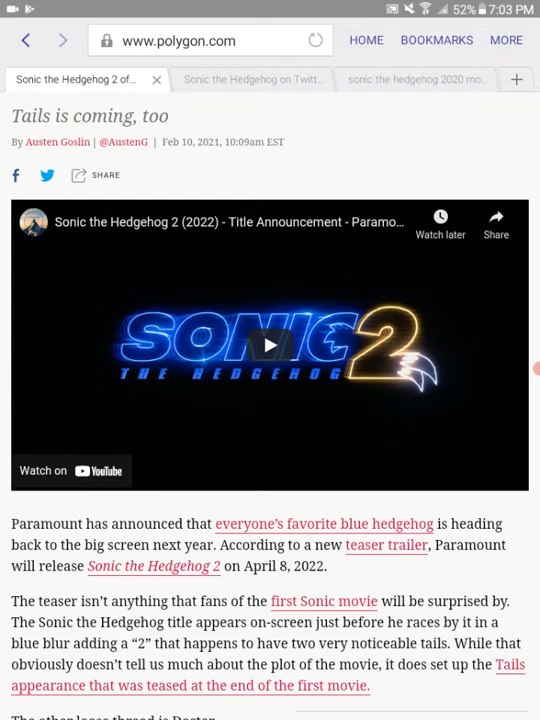 52% 7:03 PM
www.polygon.com HOME BOOKMARKS MORE
Sonic the Hedgehog 2 of... Sonic the Hedgehog on Twitt.. sonic the hedgehog 2020 mo...
Tails is coming, too
By Austen Goslin | @AustenG | Feb 10, 2021, 10:09am EST
SHARE
Sonic the Hedgehog 2 (2022) - Title Announcement - Paramo...
Watch later Share
SONIC 2
THE HEDGEHOG
Watch on YouTube
Paramount has announced that everyone's favorite blue hedgehog is heading
back to the big screen next year. According to a new teaser trailer, Paramount
will release Sonic the Hedgehog 2 on April 8, 2022.
The teaser isn't anything that fans of the first Sonic movie will be surprised by.
The Sonic the Hedgehog title appears on-screen just before he races by it in a
blue blur adding a “2” that happens to have two very noticeable tails. While that
obviously doesn't tell us much about the plot of the movie, it does set up the Tails
appearance that was teased at the end of the first movie.
The other loose thread is Doctor